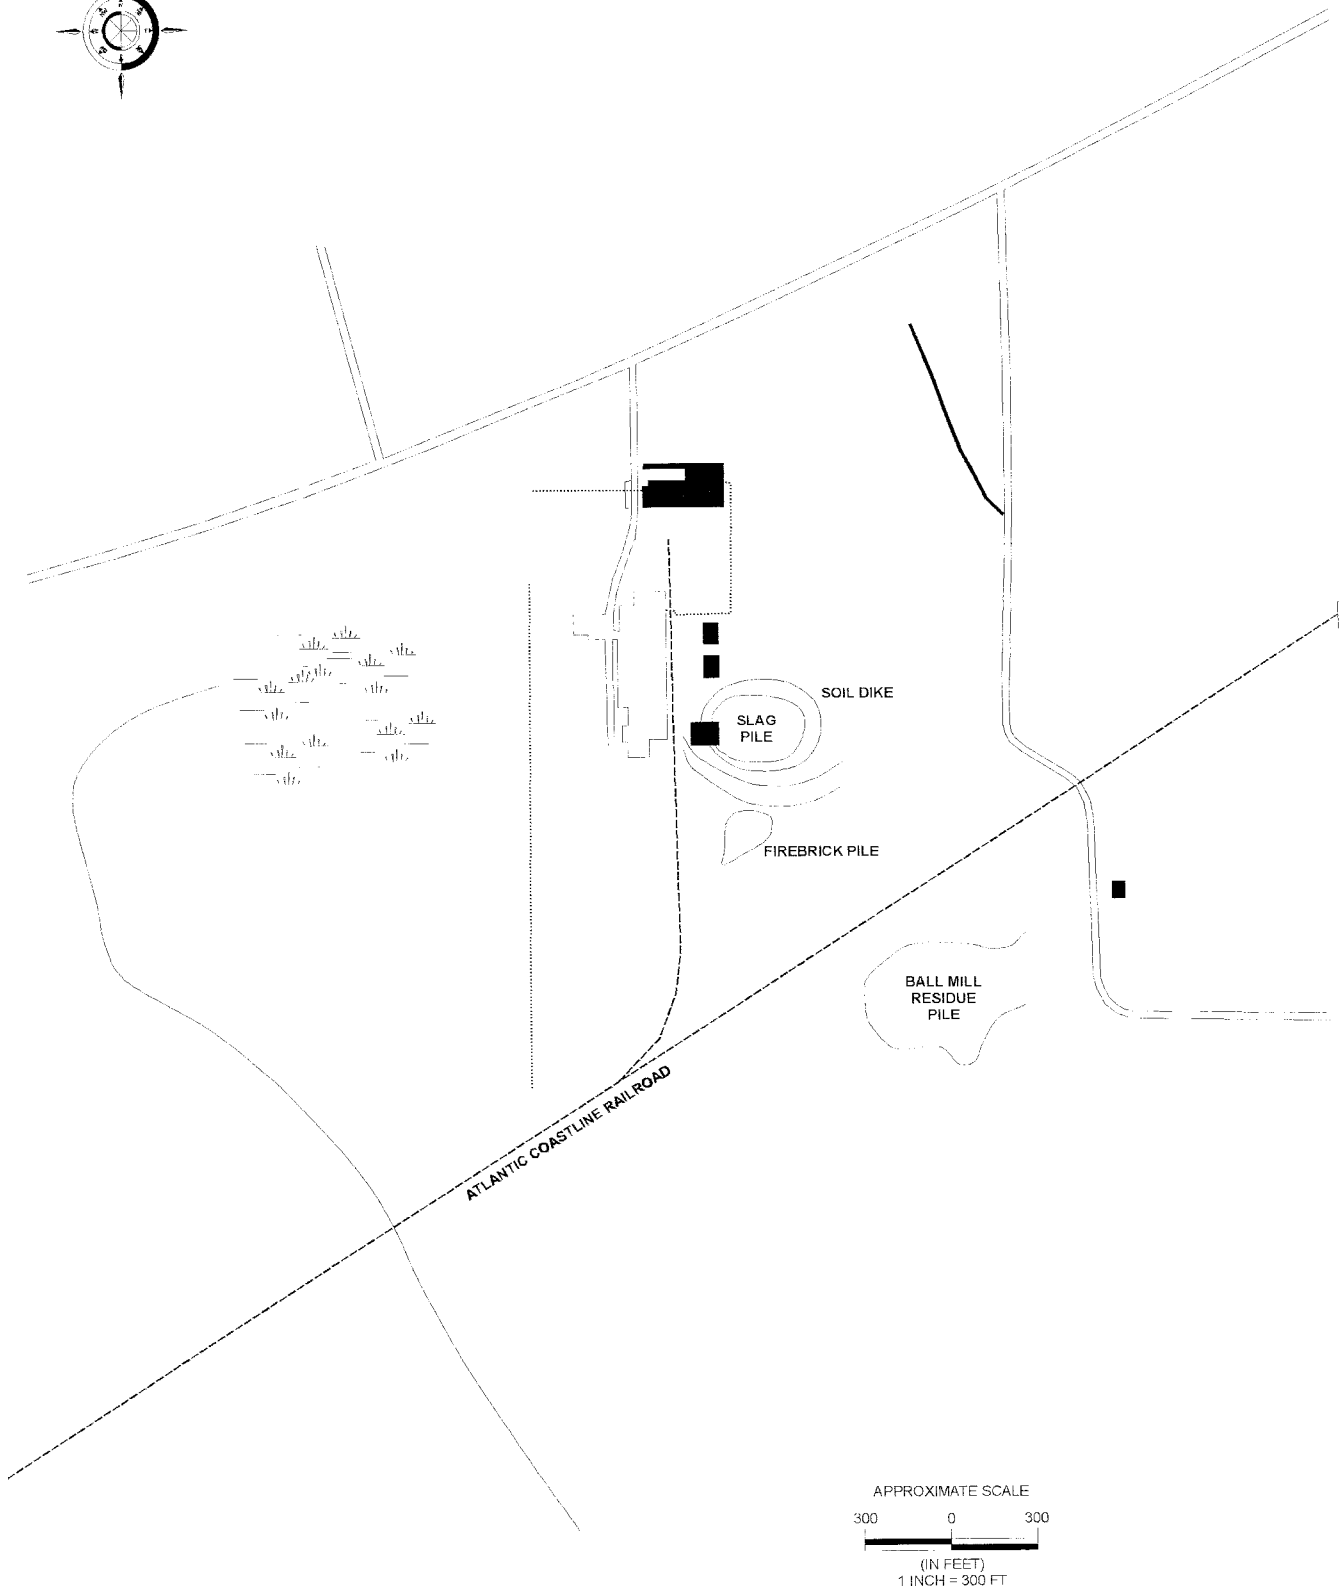 SOIL DIKE
SLAG
PILE
FIREBRICK PILE
BALL MILL
RESIDUE
PILE
ATLANTIC COASTLINE RAILROAD
APPROXIMATE SCALE
300 0 300
(IN FEET)
1 INCH = 300 FT